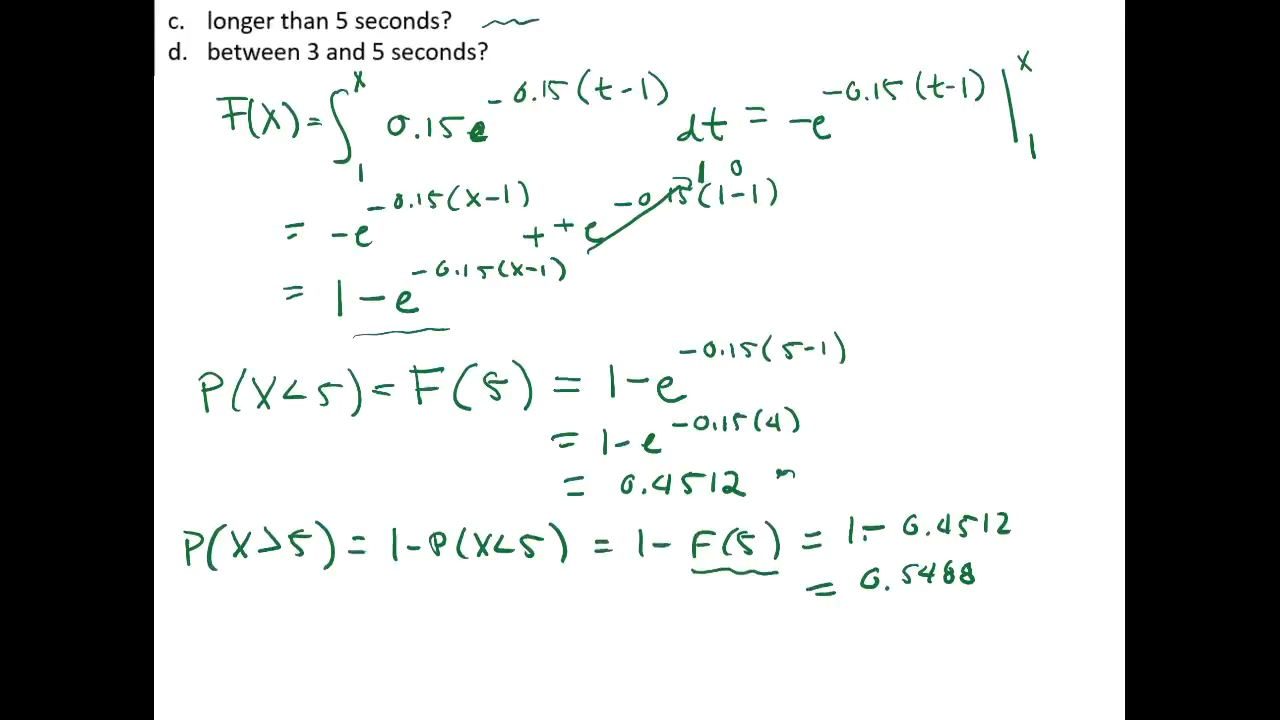 c. longer than 5 seconds?
d. between 3 and 5 seconds?
F(X) = ∫₁ˣ 0.15e^{-0.15(t-1)} dt = -e^{-0.15(t-1)} |₁ˣ
= -e^{-0.15(x-1)} + + e^{-0.15(1-1)} 1 0
= 1 - e^{-0.15(x-1)}
P(X<5) = F(5) = 1 - e^{-0.15(5-1)}
= 1 - e^{-0.15(4)}
= 0.4512
P(X>5) = 1 - P(X<5) = 1 - F(5) = 1 - 0.4512
= 0.5488